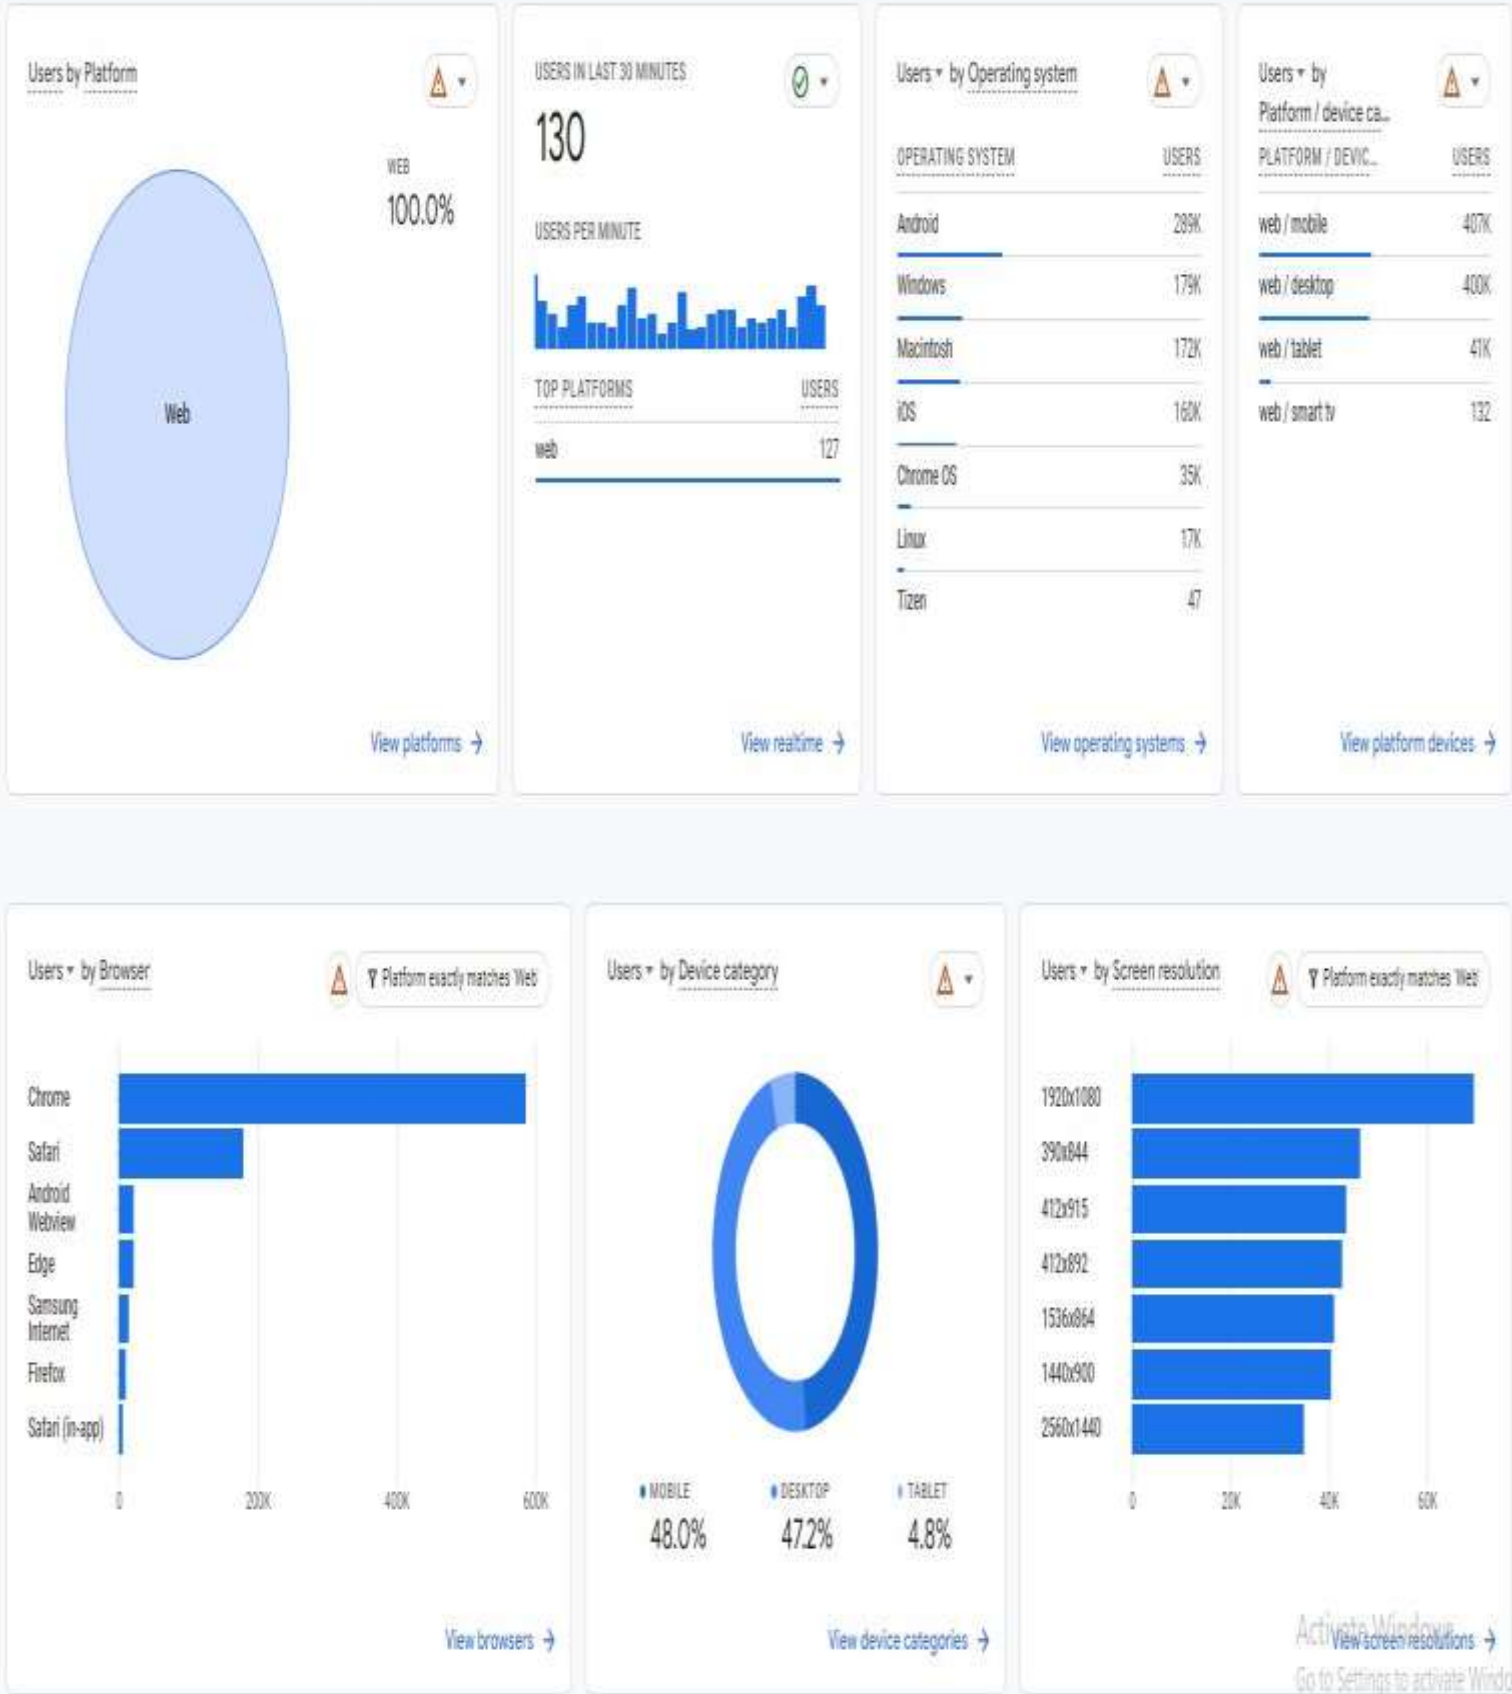 Users by Platform
WEB
100.0%
Web
View platforms
USERS IN LAST 30 MINUTES
130
USERS PER MINUTE
TOP PLATFORMS USERS
web 127
View realtime
Users by Operating system
OPERATING SYSTEM USERS
Android 289K
Windows 179K
Macintosh 172K
iOS 160K
Chrome OS 35K
Linux 17K
Tizen 47
View operating systems
Users by
Platform / device ca...
PLATFORM / DEVIC... USERS
web / mobile 407K
web / desktop 400K
web / tablet 41K
web / smart tv 132
View platform devices
Users by Browser
Platform exactly matches 'Web'
Chrome
Safari
Android
Webview
Edge
Samsung
Internet
Firefox
Safari (in-app)
0 200K 400K 600K
View browsers
Users by Device category
MOBILE DESKTOP TABLET
48.0% 47.2% 4.8%
View device categories
Users by Screen resolution
Platform exactly matches 'Web'
1920x1080
390x844
412x915
412x892
1536x864
1440x900
2560x1440
0 20K 40K 60K
Activate Windows
View screen resolutions
Go to Settings to activate Windo